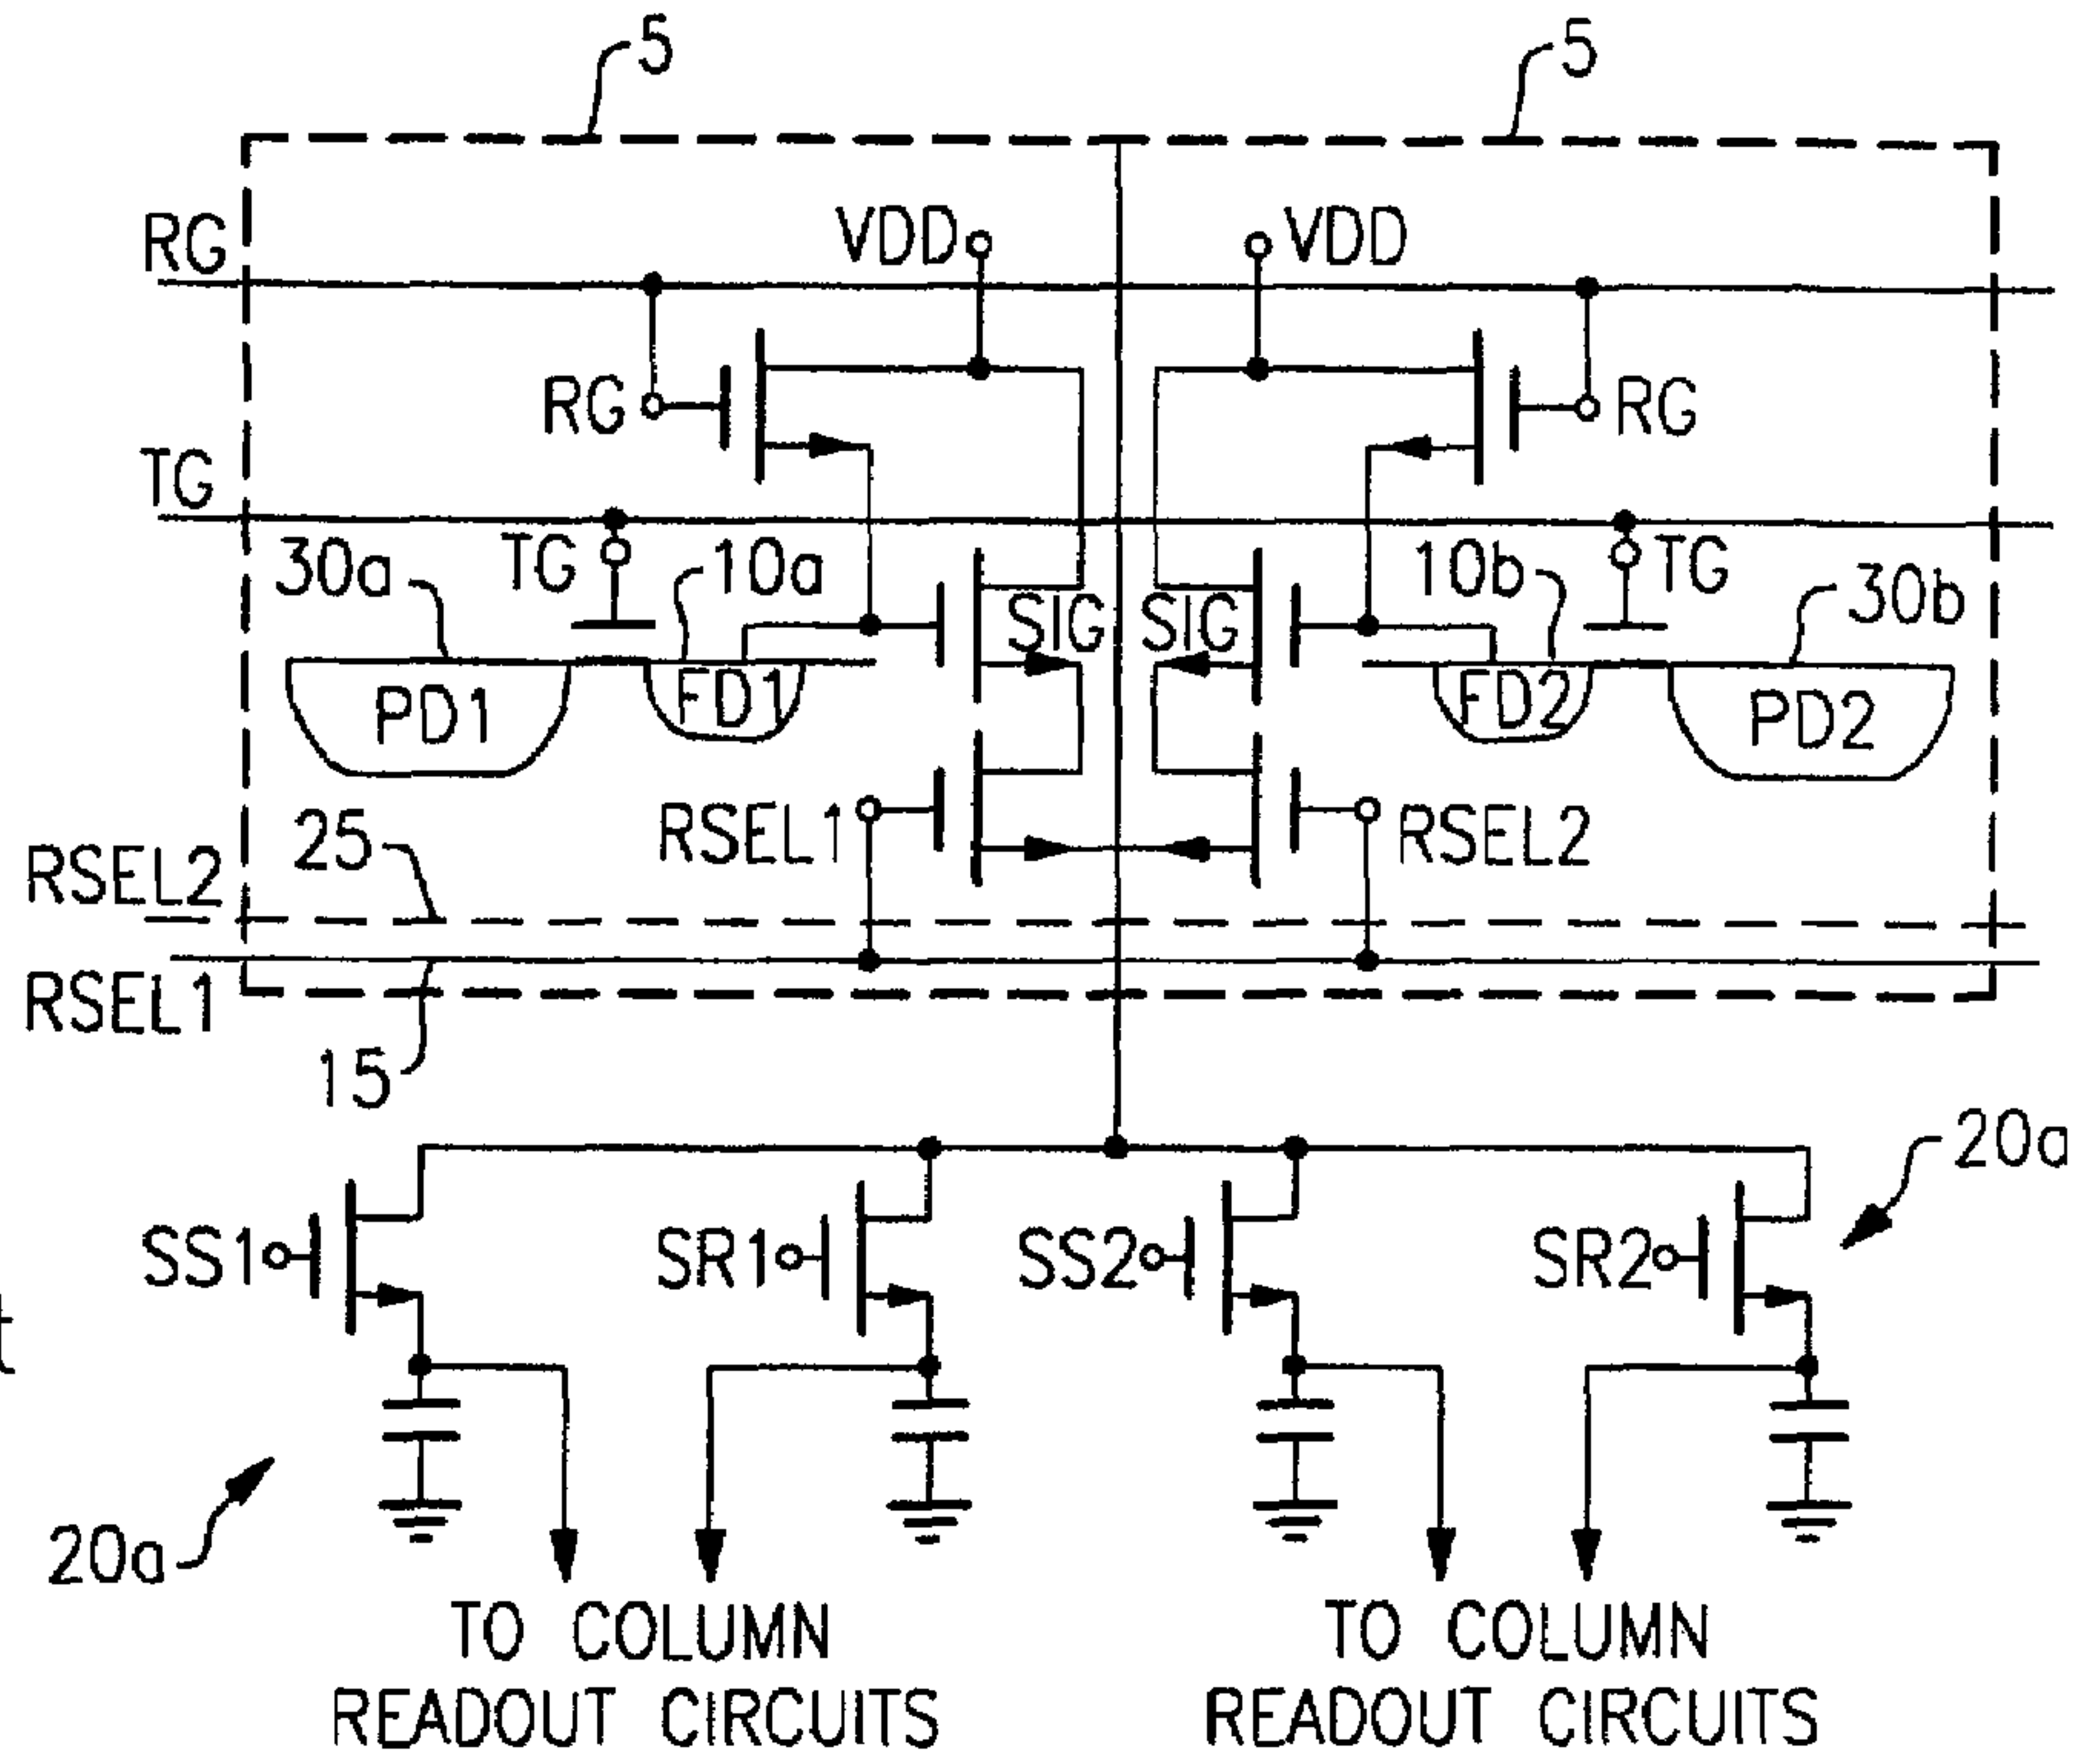 5 5
RG VDD VDD
RG RG
TG
30a TG 10a 10b TG 30b
SIG SIG
PD1 FD1 FD2 PD2
RSEL2 25 RSEL1 RSEL2
RSEL1
15
20a
SS1 SR1 SS2 SR2
20a
TO COLUMN TO COLUMN
READOUT CIRCUITS READOUT CIRCUITS